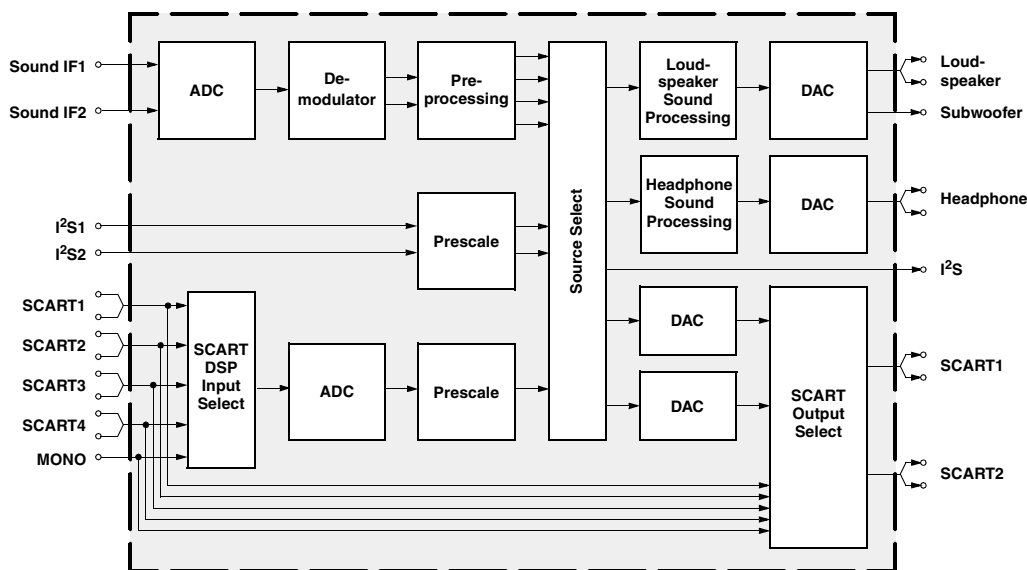 Sound IF1
Sound IF2
ADC
De-
modulator
Pre-
processing
Loud-
speaker
Sound
Processing
DAC
Loud-
speaker
Subwoofer
I²S1
I²S2
Prescale
Source Select
Headphone
Sound
Processing
DAC
Headphone
I²S
SCART1
SCART2
SCART3
SCART4
MONO
SCART
DSP
Input
Select
ADC
Prescale
DAC
DAC
SCART
Output
Select
SCART1
SCART2